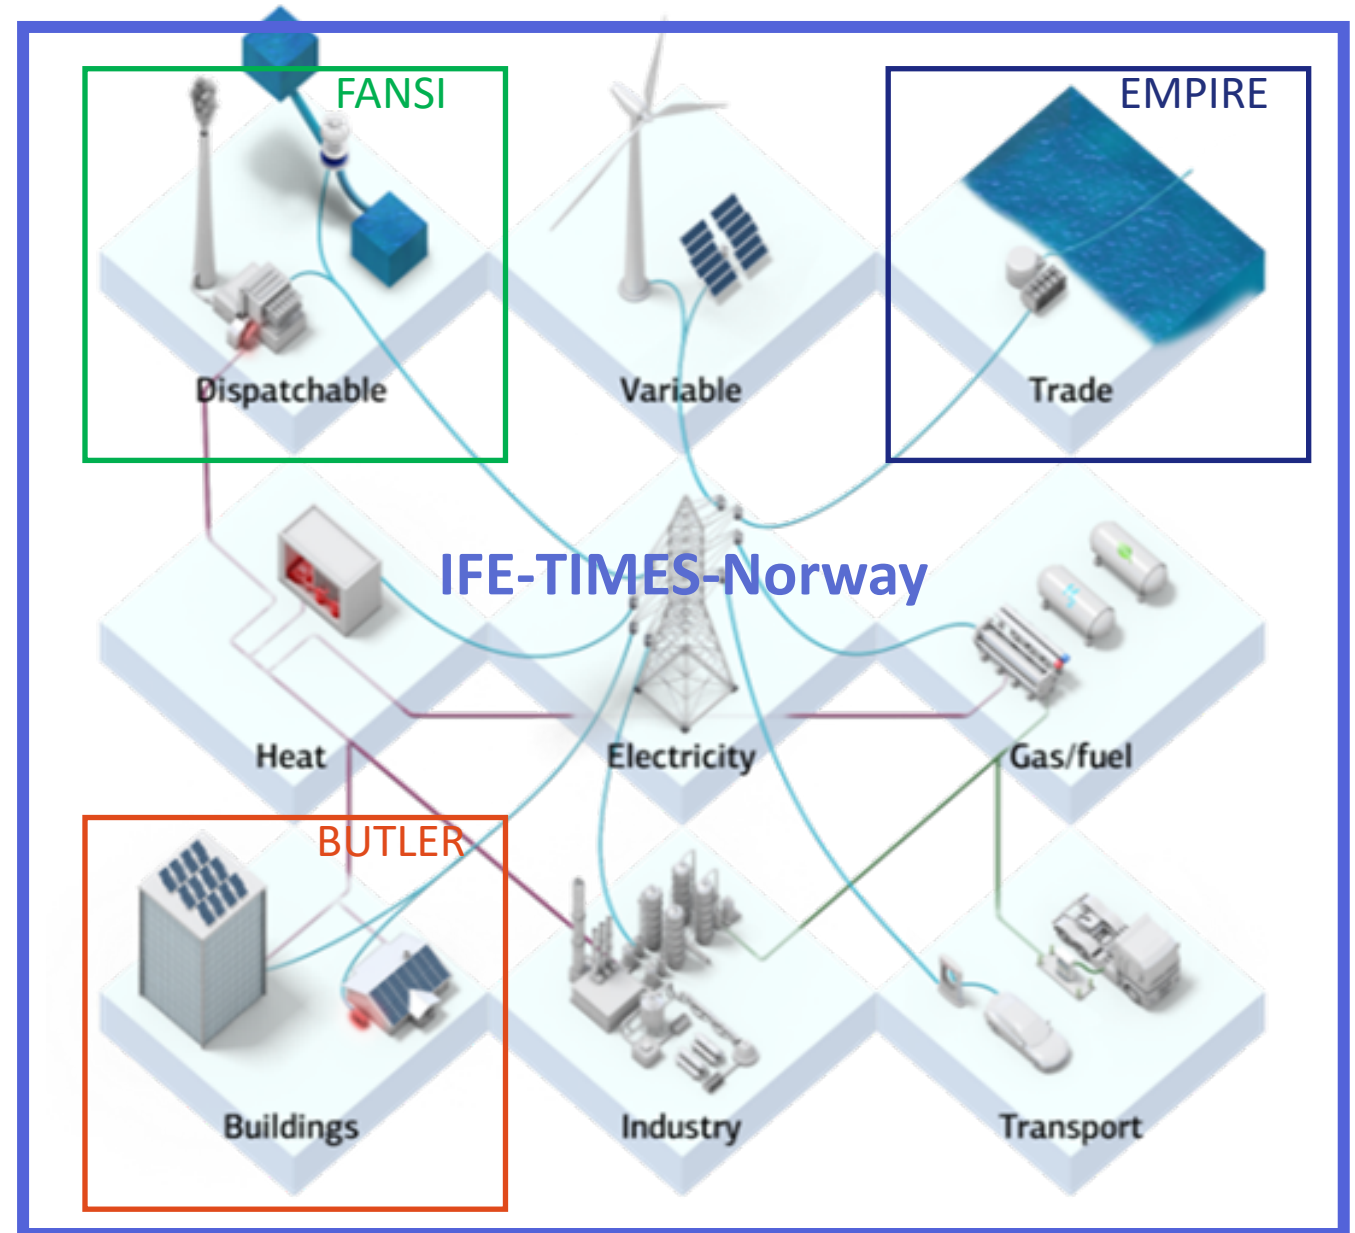 FANSI
EMPIRE
Dispatchable
Variable
Trade
IFE-TIMES-Norway
Heat
Electricity
Gas/fuel
BUTLER
Buildings
Industry
Transport